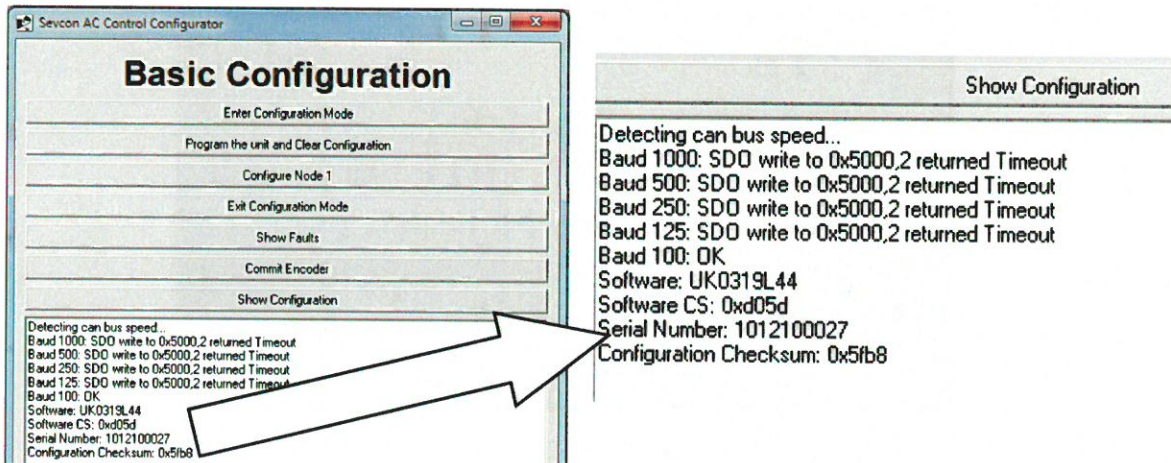 Sevcon AC Control Configurator
Basic Configuration
Enter Configuration Mode
Program the unit and Clear Configuration
Configure Node 1
Exit Configuration Mode
Show Faults
Commit Encoder
Show Configuration
Detecting can bus speed...
Baud 1000: SDO write to 0x5000,2 returned Timeout
Baud 500: SDO write to 0x5000,2 returned Timeout
Baud 250: SDO write to 0x5000,2 returned Timeout
Baud 125: SDO write to 0x5000,2 returned Timeout
Baud 100: OK
Software: UK0319L44
Software CS: 0xd05d
Serial Number: 1012100027
Configuration Checksum: 0x5fb8
Show Configuration
Detecting can bus speed...
Baud 1000: SDO write to 0x5000,2 returned Timeout
Baud 500: SDO write to 0x5000,2 returned Timeout
Baud 250: SDO write to 0x5000,2 returned Timeout
Baud 125: SDO write to 0x5000,2 returned Timeout
Baud 100: OK
Software: UK0319L44
Software CS: 0xd05d
Serial Number: 1012100027
Configuration Checksum: 0x5fb8